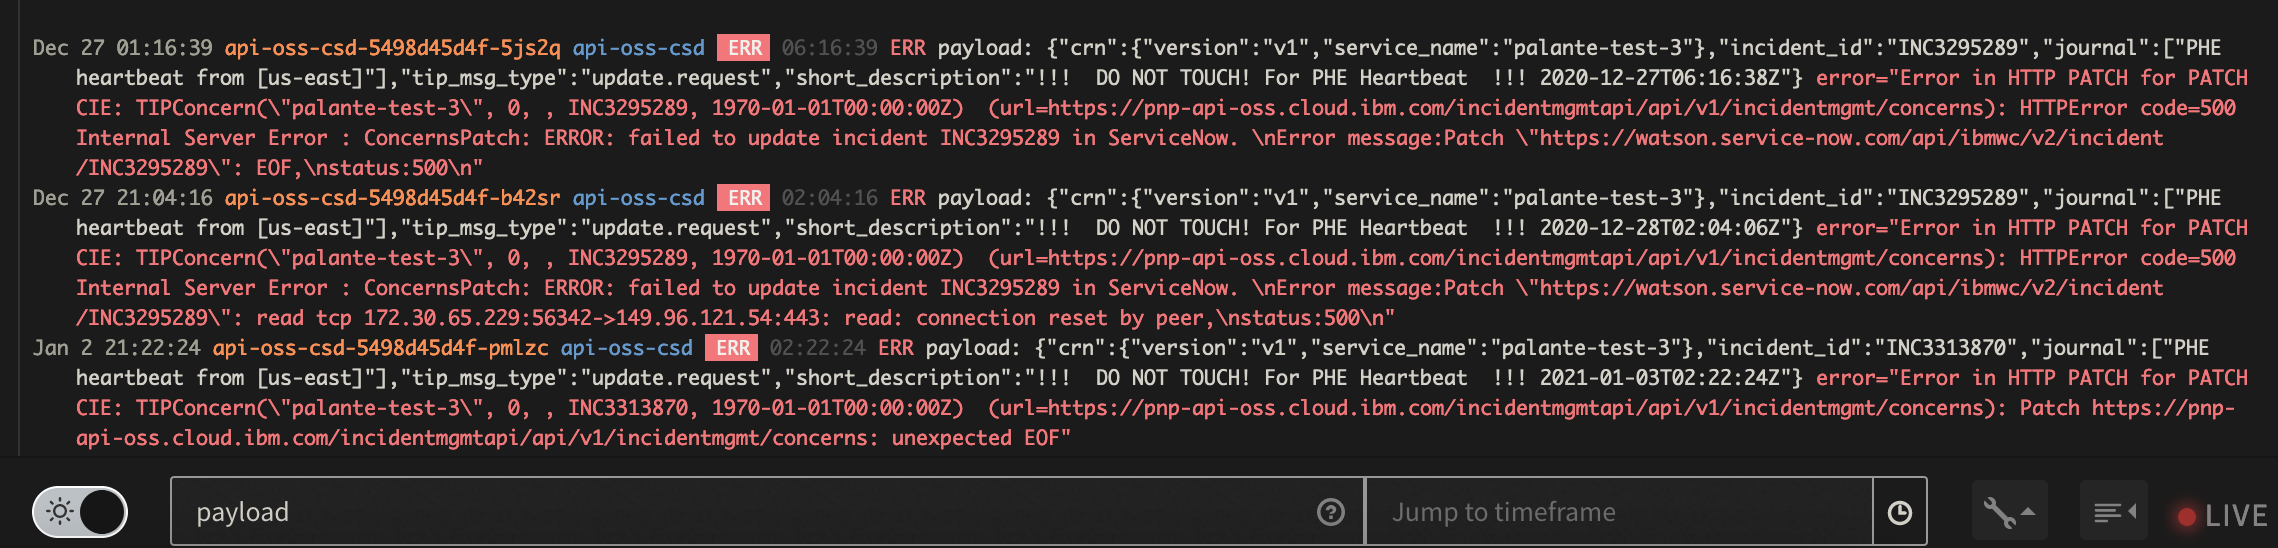 Dec 27 01:16:39 api-oss-csd-5498d45d4f-5js2q api-oss-csd ERR 06:16:39 ERR payload: {"crn":{"version":"v1","service_name":"palante-test-3"},"incident_id":"INC3295289","journal":["PHE
heartbeat from [us-east]"],"tip_msg_type":"update.request","short_description":"!!!  DO NOT TOUCH! For PHE Heartbeat  !!! 2020-12-27T06:16:38Z"} error="Error in HTTP PATCH for PATCH
CIE: TIPConcern(\"palante-test-3\", 0, , INC3295289, 1970-01-01T00:00:00Z)  (url=https://pnp-api-oss.cloud.ibm.com/incidentmgmtapi/api/v1/incidentmgmt/concerns): HTTPError code=500
Internal Server Error : ConcernsPatch: ERROR: failed to update incident INC3295289 in ServiceNow. \nError message:Patch \"https://watson.service-now.com/api/ibmwc/v2/incident
/INC3295289\": EOF,\nstatus:500\n"
Dec 27 21:04:16 api-oss-csd-5498d45d4f-b42sr api-oss-csd ERR 02:04:16 ERR payload: {"crn":{"version":"v1","service_name":"palante-test-3"},"incident_id":"INC3295289","journal":["PHE
heartbeat from [us-east]"],"tip_msg_type":"update.request","short_description":"!!!  DO NOT TOUCH! For PHE Heartbeat  !!! 2020-12-28T02:04:06Z"} error="Error in HTTP PATCH for PATCH
CIE: TIPConcern(\"palante-test-3\", 0, , INC3295289, 1970-01-01T00:00:00Z)  (url=https://pnp-api-oss.cloud.ibm.com/incidentmgmtapi/api/v1/incidentmgmt/concerns): HTTPError code=500
Internal Server Error : ConcernsPatch: ERROR: failed to update incident INC3295289 in ServiceNow. \nError message:Patch \"https://watson.service-now.com/api/ibmwc/v2/incident
/INC3295289\": read tcp 172.30.65.229:56342->149.96.121.54:443: read: connection reset by peer,\nstatus:500\n"
Jan 2 21:22:24 api-oss-csd-5498d45d4f-pmlzc api-oss-csd ERR 02:22:24 ERR payload: {"crn":{"version":"v1","service_name":"palante-test-3"},"incident_id":"INC3313870","journal":["PHE
heartbeat from [us-east]"],"tip_msg_type":"update.request","short_description":"!!!  DO NOT TOUCH! For PHE Heartbeat  !!! 2021-01-03T02:22:24Z"} error="Error in HTTP PATCH for PATCH
CIE: TIPConcern(\"palante-test-3\", 0, , INC3313870, 1970-01-01T00:00:00Z)  (url=https://pnp-api-oss.cloud.ibm.com/incidentmgmtapi/api/v1/incidentmgmt/concerns): Patch https://pnp-
api-oss.cloud.ibm.com/incidentmgmtapi/api/v1/incidentmgmt/concerns: unexpected EOF"
payload ? Jump to timeframe LIVE